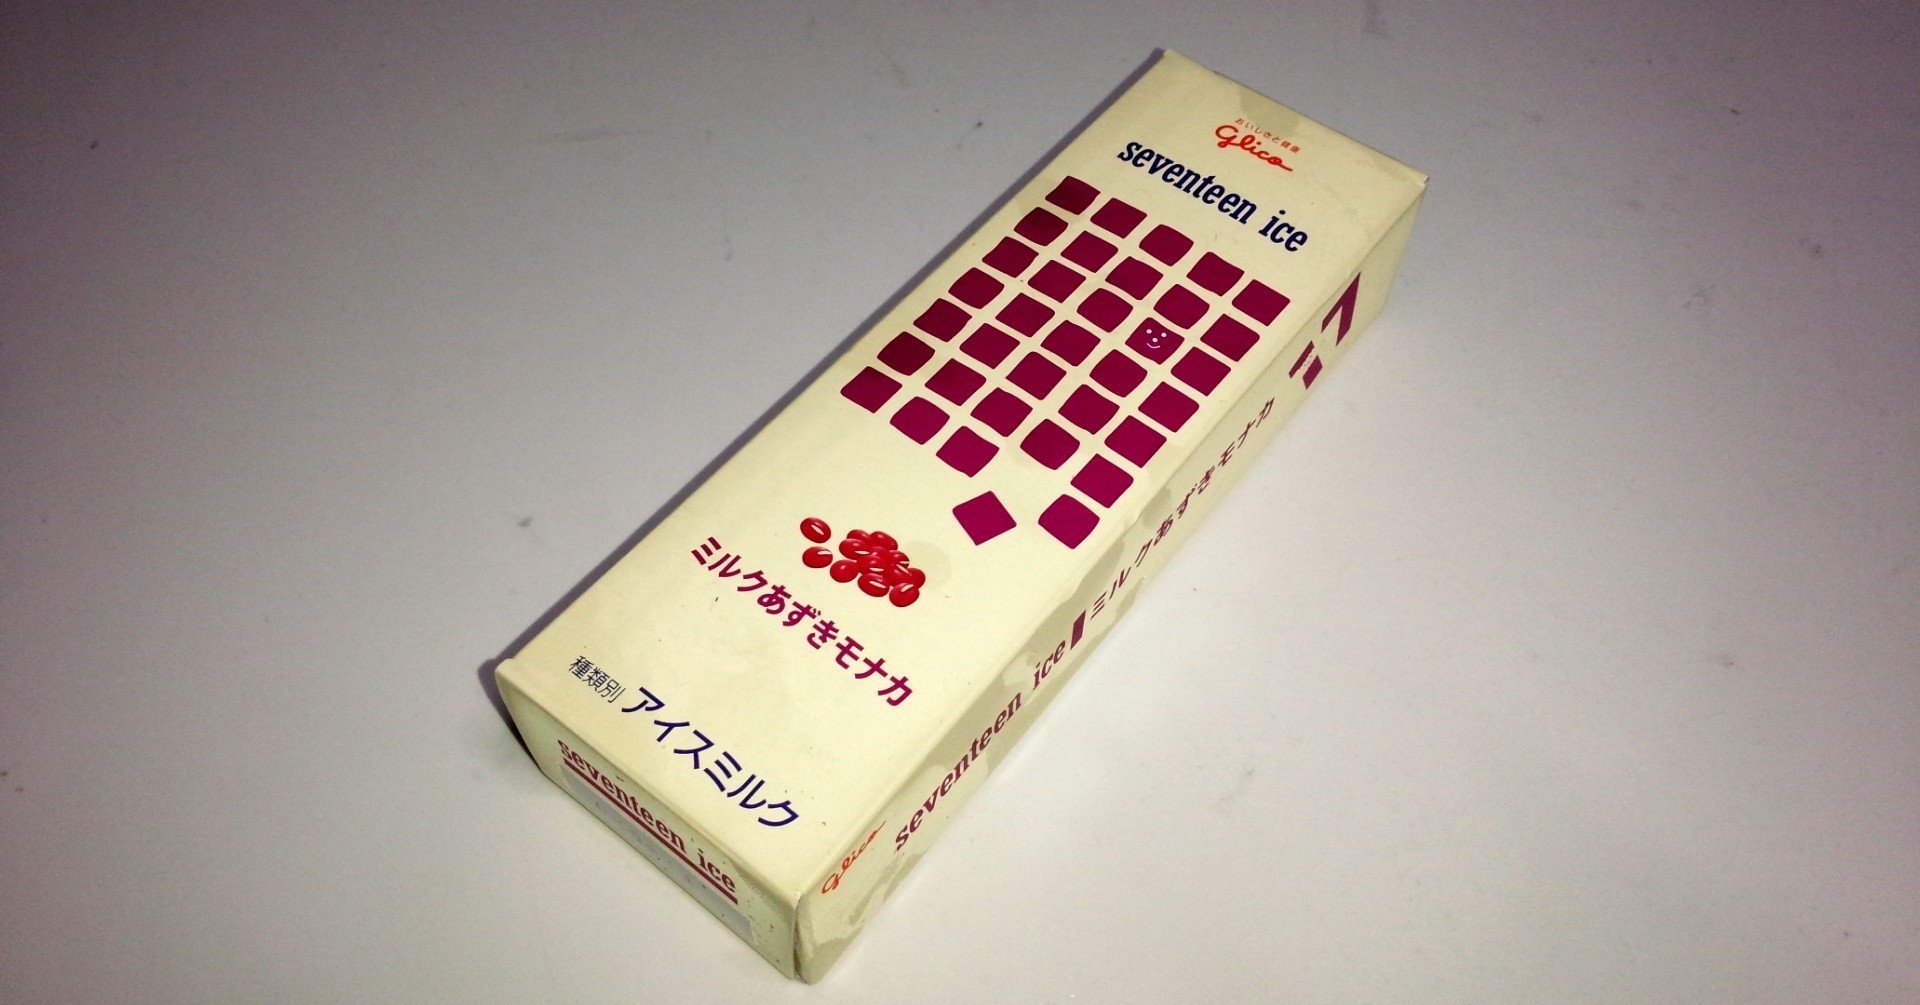 おいしさと健康
Glico
seventeen ice
ミルクあずきモナカ
種類別 アイスミルク
seventeen ice
Glico
seventeen ice ミルクあずきモナカ
17